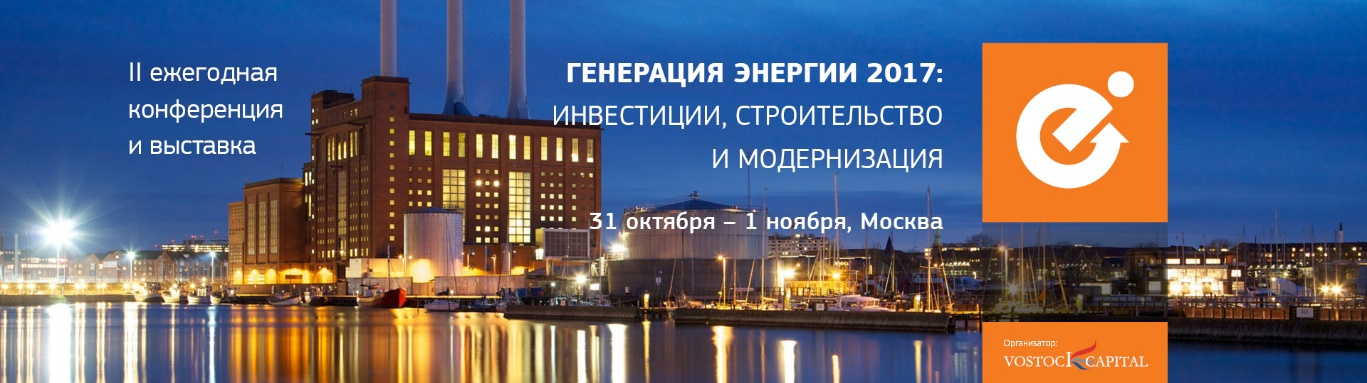 II ежегодная
конференция
и выставка
ГЕНЕРАЦИЯ ЭНЕРГИИ 2017:
ИНВЕСТИЦИИ, СТРОИТЕЛЬСТВО
И МОДЕРНИЗАЦИЯ
31 октября – 1 ноября, Москва
Организатор:
VOSTOCK CAPITAL